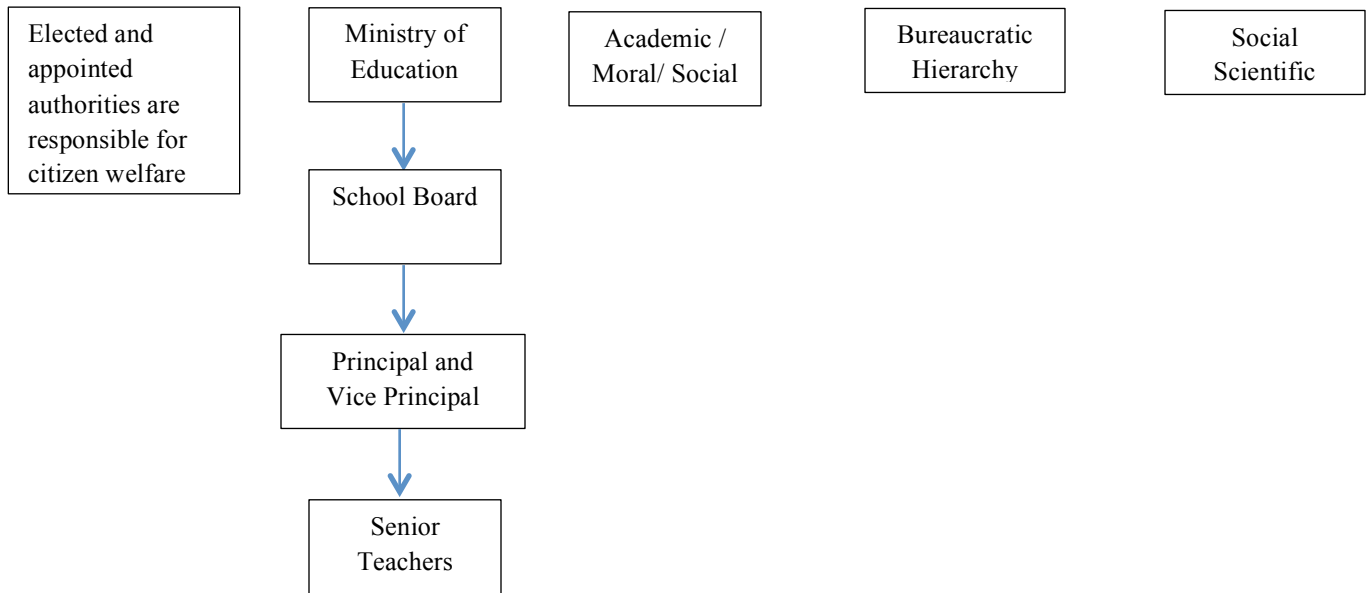 Elected and
appointed
authorities are
responsible for
citizen welfare
Ministry of
Education
Academic /
Moral/ Social
Bureaucratic
Hierarchy
Social
Scientific
School Board
Principal and
Vice Principal
Senior
Teachers